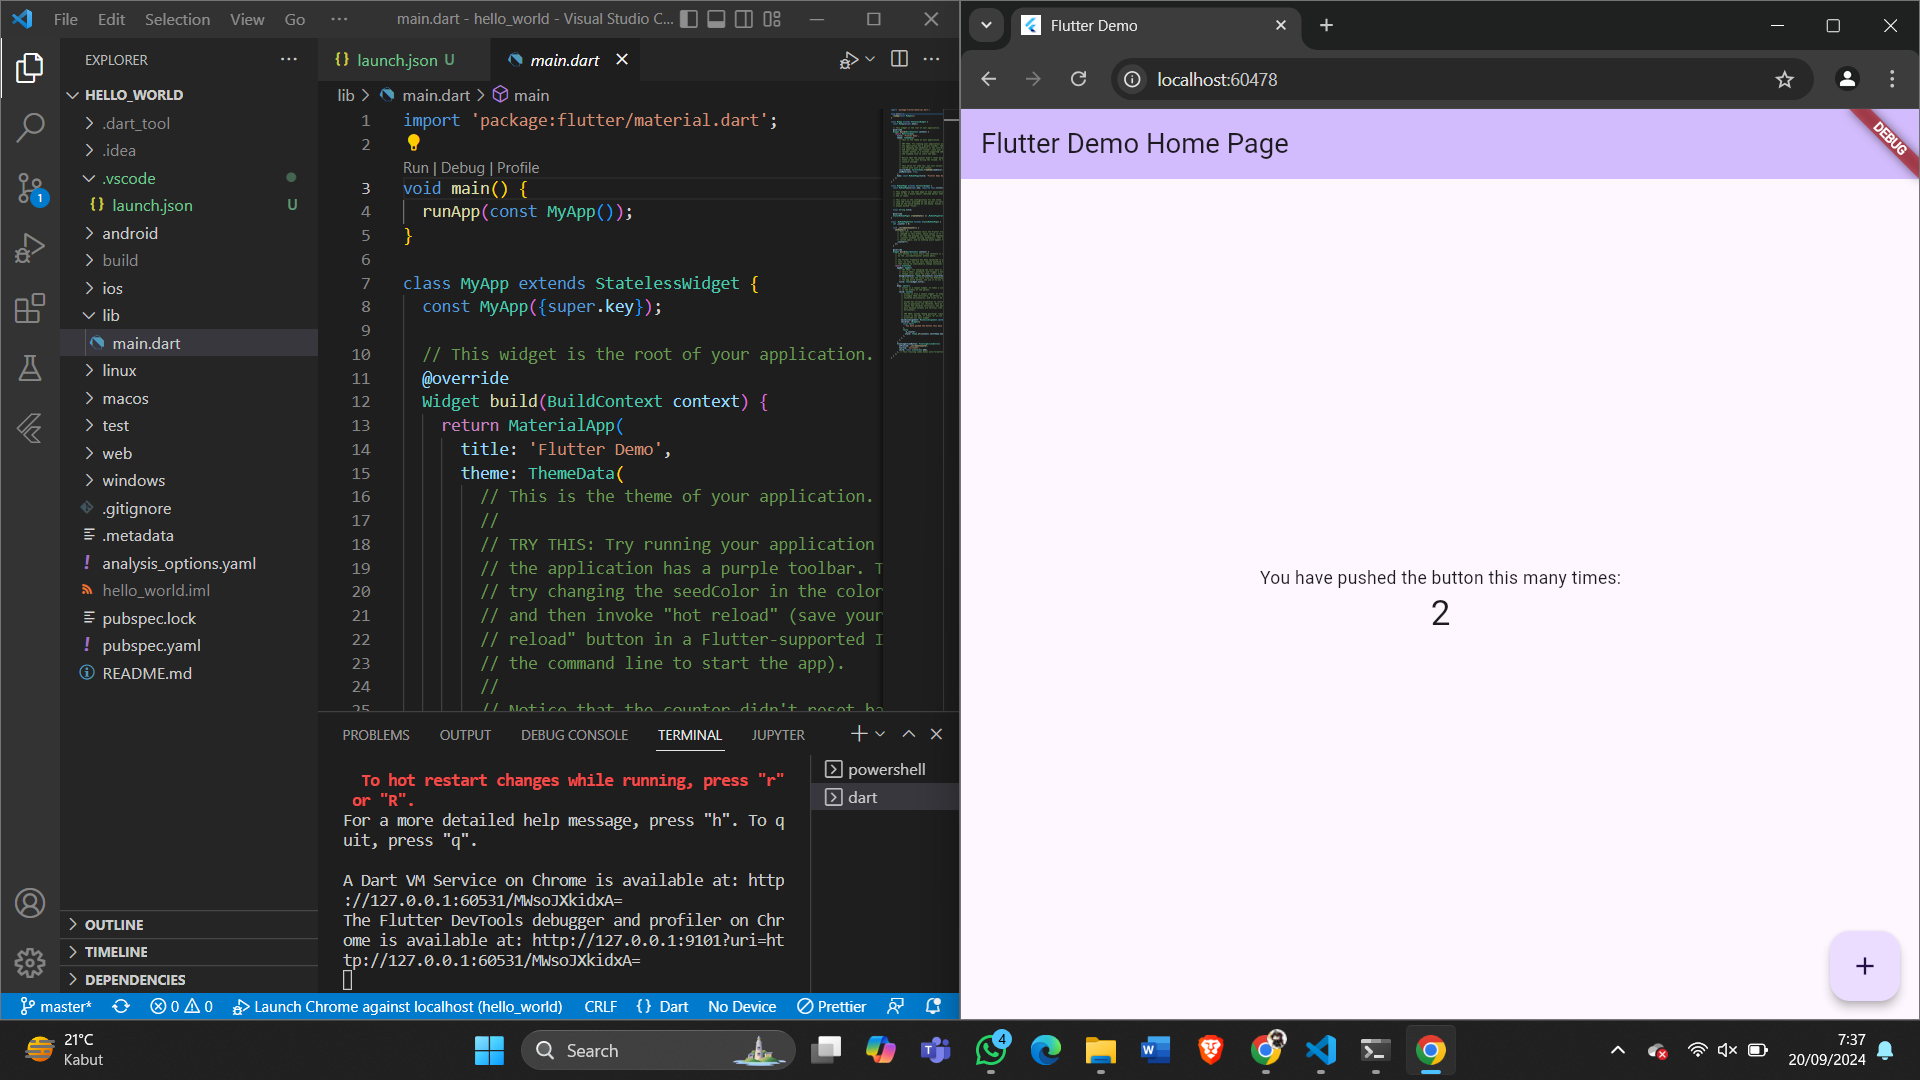 File Edit Selection View Go ··· main.dart - hello_world - Visual Studio C...
EXPLORER
HELLO_WORLD
.dart_tool
.idea
.vscode
launch.json U
android
build
ios
lib
main.dart
linux
macos
test
web
windows
.gitignore
.metadata
analysis_options.yaml
hello_world.iml
pubspec.lock
pubspec.yaml
README.md
OUTLINE
TIMELINE
DEPENDENCIES
1
launch.json U main.dart
lib > main.dart > main
1 import 'package:flutter/material.dart';
2
Run | Debug | Profile
3 void main() {
4 runApp(const MyApp());
5 }
6
7 class MyApp extends StatelessWidget {
8 const MyApp({super.key});
9
10 // This widget is the root of your application.
11 @override
12 Widget build(BuildContext context) {
13 return MaterialApp(
14 title: 'Flutter Demo',
15 theme: ThemeData(
16 // This is the theme of your application.
17 //
18 // TRY THIS: Try running your application
19 // the application has a purple toolbar. T
20 // try changing the seedColor in the color
21 // and then invoke "hot reload" (save your
22 // reload" button in a Flutter-supported I
23 // the command line to start the app).
24 //
25 // Notice that the counter didn't reset ba
PROBLEMS OUTPUT DEBUG CONSOLE TERMINAL JUPYTER
To hot restart changes while running, press "r"
or "R".
For a more detailed help message, press "h". To q
uit, press "q".
A Dart VM Service on Chrome is available at: http
://127.0.0.1:60531/MWsoJXkidxA=
The Flutter DevTools debugger and profiler on Chr
ome is available at: http://127.0.0.1:9101?uri=ht
tp://127.0.0.1:60531/MWsoJXkidxA=
powershell
dart
master* 0 0 Launch Chrome against localhost (hello_world) CRLF {} Dart No Device Prettier
Flutter Demo
localhost:60478
Flutter Demo Home Page
DEBUG
You have pushed the button this many times:
2
+
21°C
Kabut
Search
4
7:37
20/09/2024